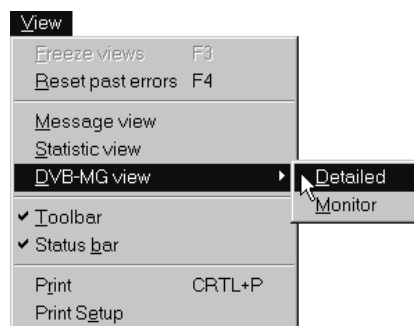 View
Freeze views F3
Reset past errors F4
Message view
Statistic view
DVB-MG view
Detailed
Monitor
Toolbar
Status bar
Print CRTL+P
Print Setup